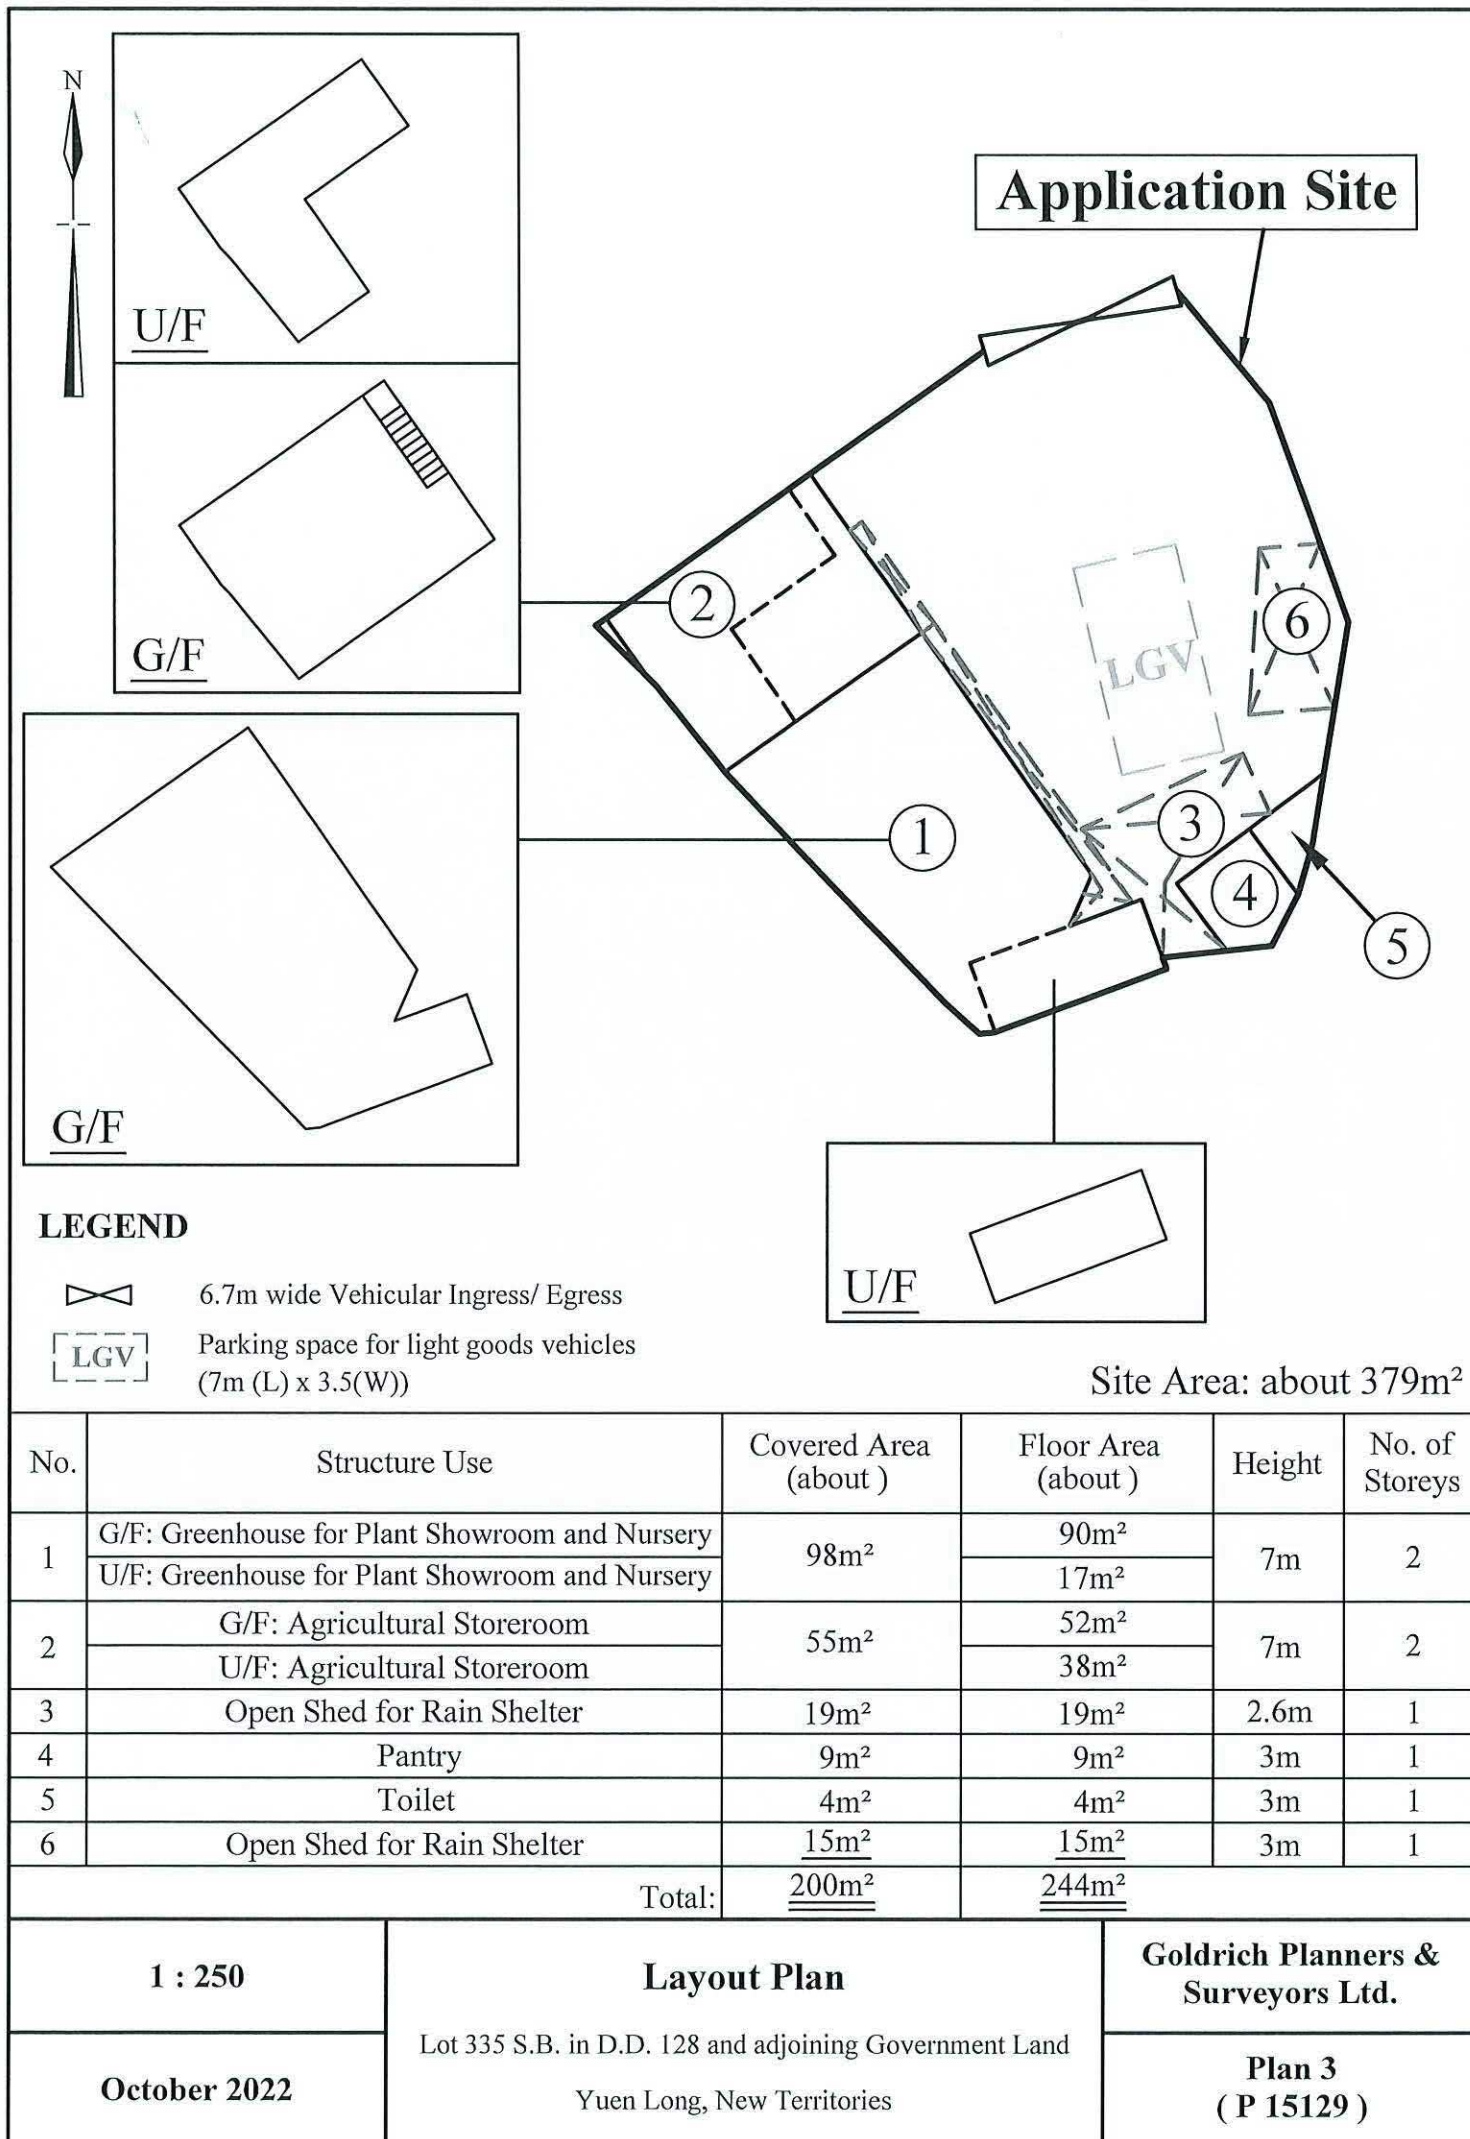 N
U/F
G/F
Application Site
2
6
LGV
3
1
4
5
G/F
U/F
LEGEND
6.7m wide Vehicular Ingress/ Egress
LGV
Parking space for light goods vehicles
(7m (L) x 3.5(W))
Site Area: about 379m²
No. Structure Use Covered Area (about ) Floor Area (about ) Height No. of Storeys
1 G/F: Greenhouse for Plant Showroom and Nursery 98m² 90m² 7m 2
U/F: Greenhouse for Plant Showroom and Nursery 17m²
2 G/F: Agricultural Storeroom 55m² 52m² 7m 2
U/F: Agricultural Storeroom 38m²
3 Open Shed for Rain Shelter 19m² 19m² 2.6m 1
4 Pantry 9m² 9m² 3m 1
5 Toilet 4m² 4m² 3m 1
6 Open Shed for Rain Shelter 15m² 15m² 3m 1
Total: 200m² 244m²
1 : 250
October 2022
Layout Plan
Lot 335 S.B. in D.D. 128 and adjoining Government Land
Yuen Long, New Territories
Goldrich Planners &
Surveyors Ltd.
Plan 3
( P 15129 )